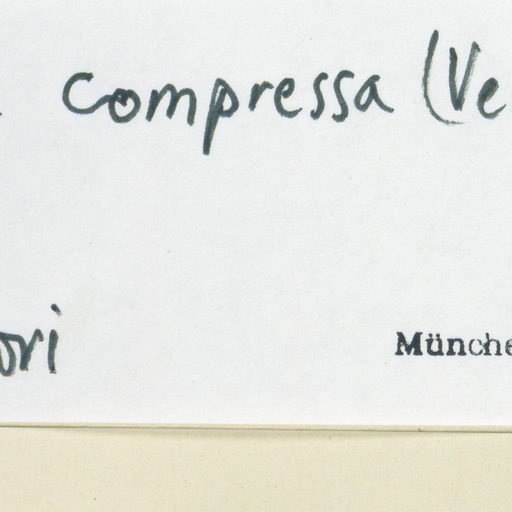 compressa (Ve
ori Münche